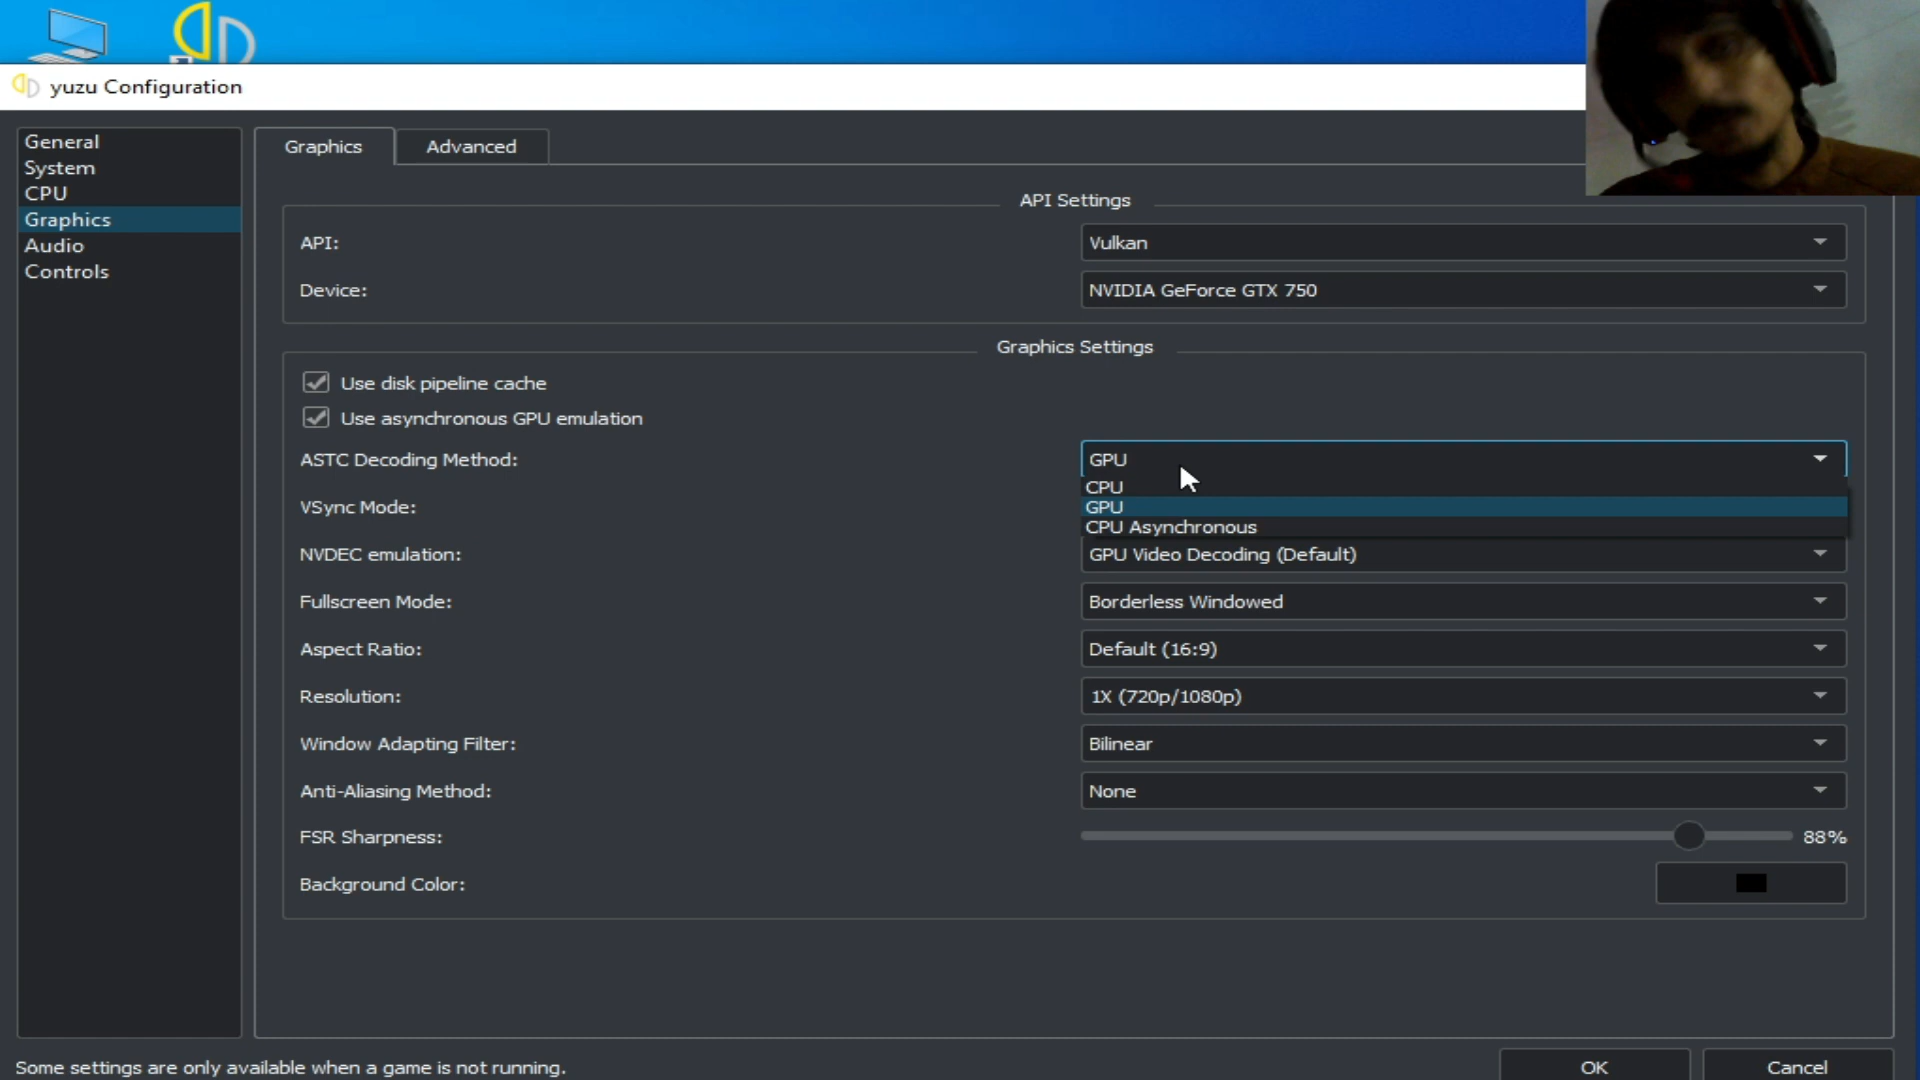 yuzu Configuration
General
System
CPU
Graphics
Audio
Controls
Graphics
Advanced
API Settings
API:
Vulkan
Device:
NVIDIA GeForce GTX 750
Graphics Settings
Use disk pipeline cache
Use asynchronous GPU emulation
ASTC Decoding Method:
GPU
CPU
GPU
CPU Asynchronous
VSync Mode:
NVDEC emulation:
GPU Video Decoding (Default)
Fullscreen Mode:
Borderless Windowed
Aspect Ratio:
Default (16:9)
Resolution:
1X (720p/1080p)
Window Adapting Filter:
Bilinear
Anti-Aliasing Method:
None
FSR Sharpness:
88%
Background Color:
Some settings are only available when a game is not running.
OK
Cancel